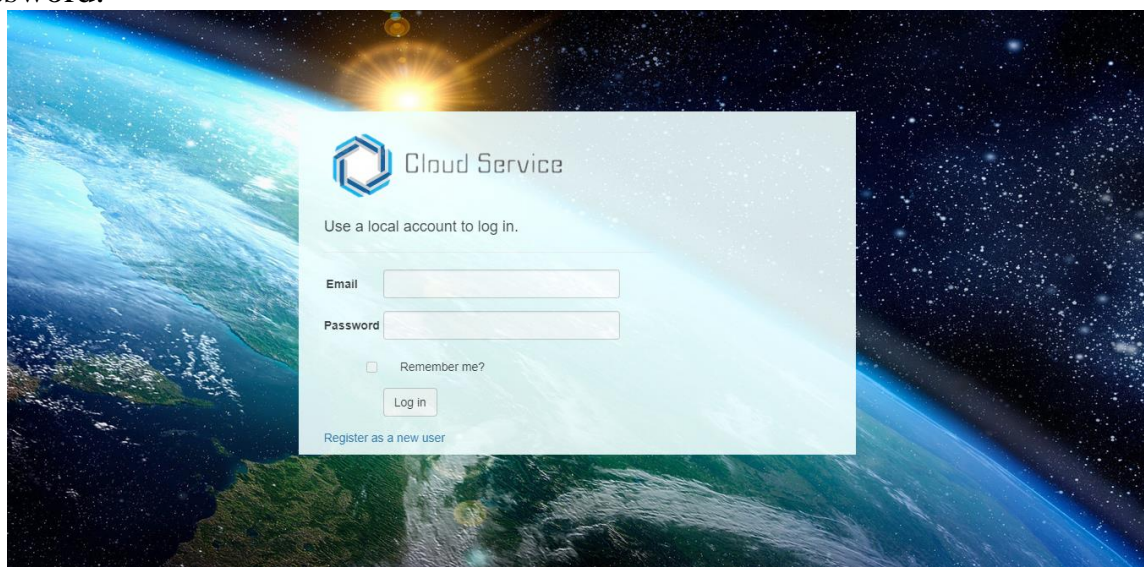 Cloud Service
Use a local account to log in.
Email
Password
Remember me?
Log in
Register as a new user